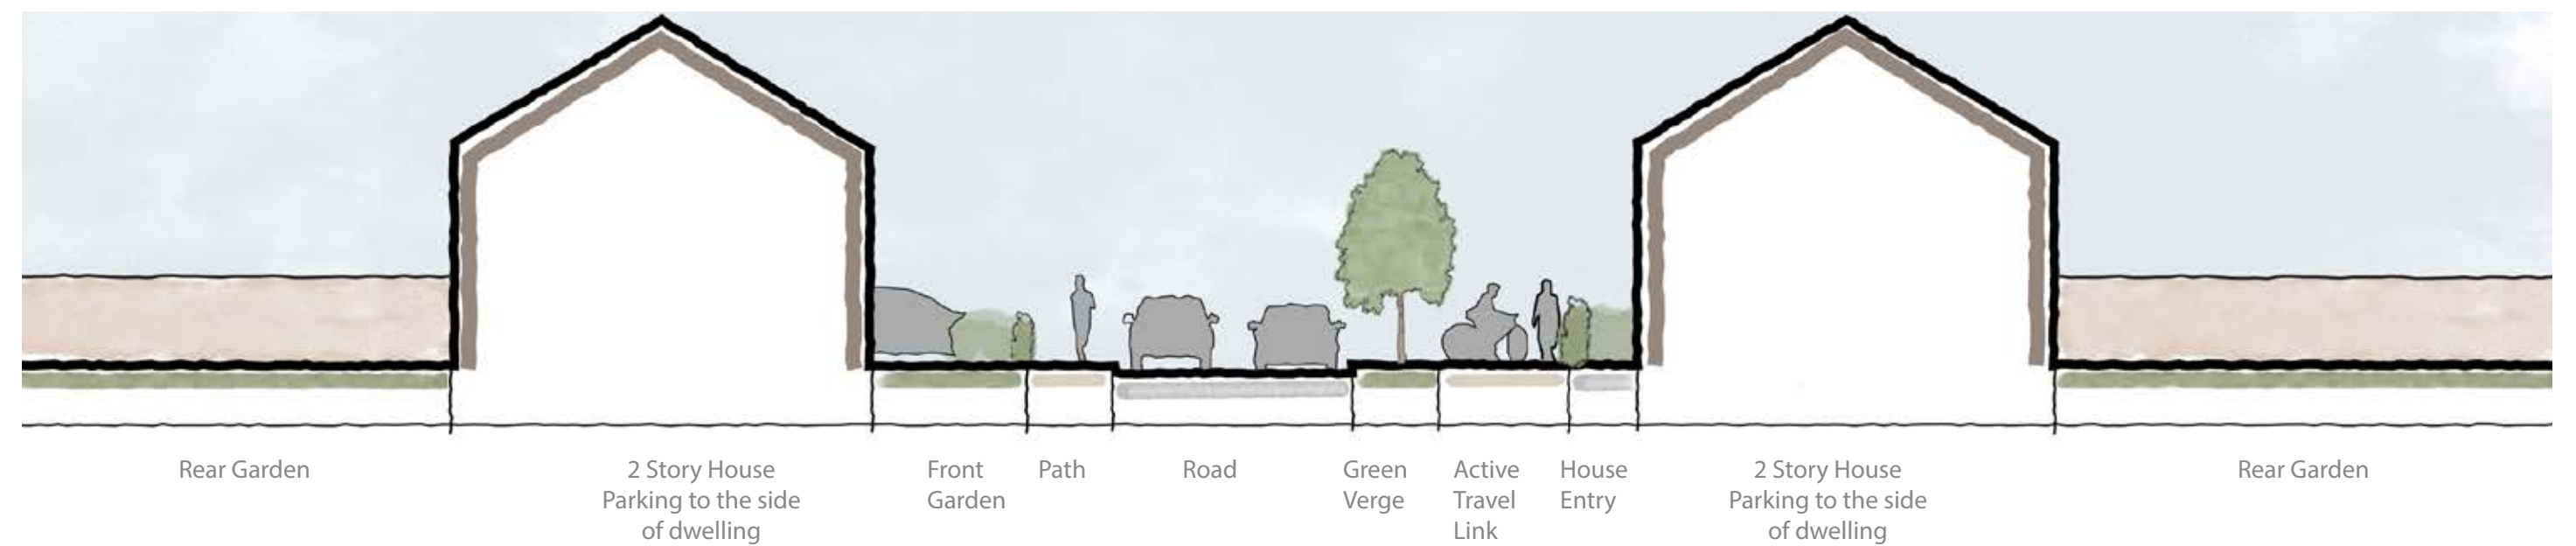 Rear Garden
2 Story House
Parking to the side
of dwelling
Front
Garden
Path
Road
Green
Verge
Active
Travel
Link
House
Entry
2 Story House
Parking to the side
of dwelling
Rear Garden